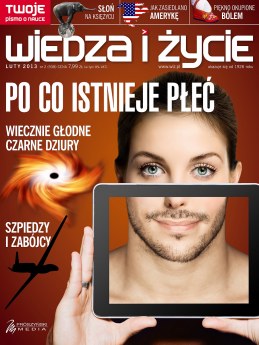 TWOJE
PISMO O NAUCE
SŁOŃ
NA KSIĘŻYCU
JAK ZASIEDLANO
AMERYKĘ
PIĘKNO OKUPIONE
BÓLEM
WIEDZA I ŻYCIE
LUTY 2013
PO CO ISTNIEJE PŁEĆ
WIECZNIE GŁODNE
CZARNE DZIURY
SZPIEDZY
I ZABÓJCY
PRÓSZYŃSKI
MEDIA